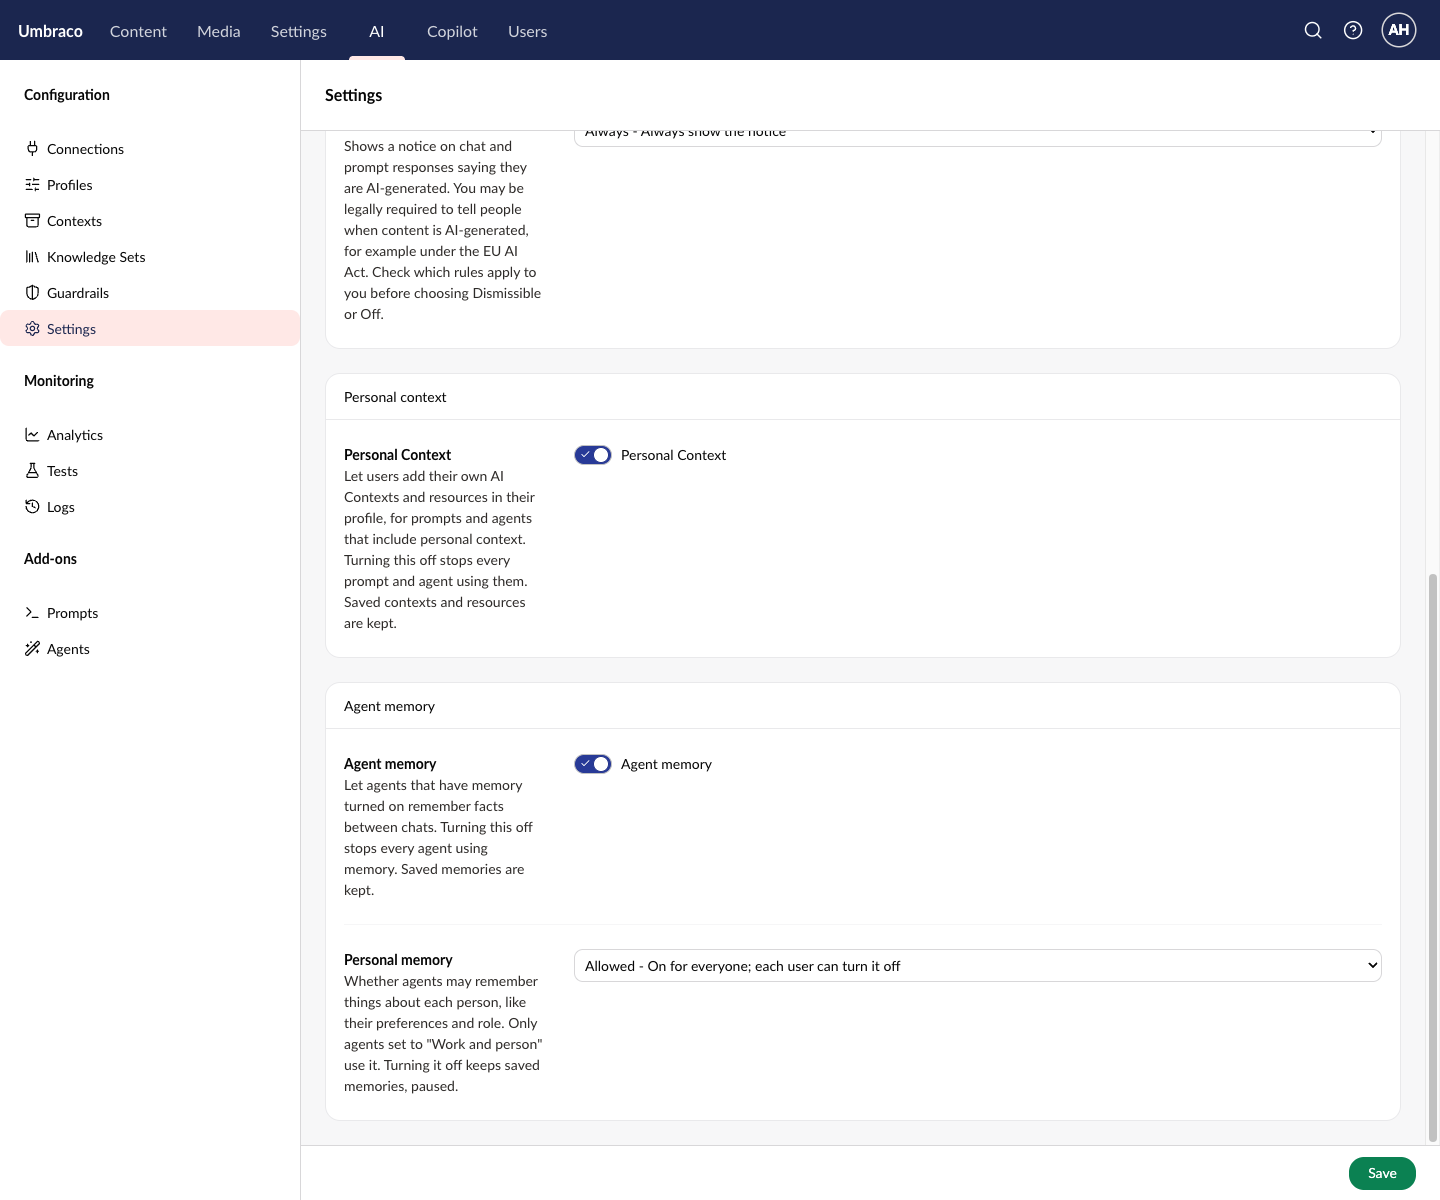 Umbraco
Content
Media
Settings
AI
Copilot
Users
AH
Configuration
Connections
Profiles
Contexts
Knowledge Sets
Guardrails
Settings
Monitoring
Analytics
Tests
Logs
Add-ons
Prompts
Agents
Settings
Always - Always show the notice
Shows a notice on chat and
prompt responses saying they
are AI-generated. You may be
legally required to tell people
when content is AI-generated,
for example under the EU AI
Act. Check which rules apply to
you before choosing Dismissible
or Off.
Personal context
Personal Context
Let users add their own AI
Contexts and resources in their
profile, for prompts and agents
that include personal context.
Turning this off stops every
prompt and agent using them.
Saved contexts and resources
are kept.
Personal Context
Agent memory
Agent memory
Let agents that have memory
turned on remember facts
between chats. Turning this off
stops every agent using
memory. Saved memories are
kept.
Agent memory
Personal memory
Whether agents may remember
things about each person, like
their preferences and role. Only
agents set to "Work and person"
use it. Turning it off keeps saved
memories, paused.
Allowed - On for everyone; each user can turn it off
Save